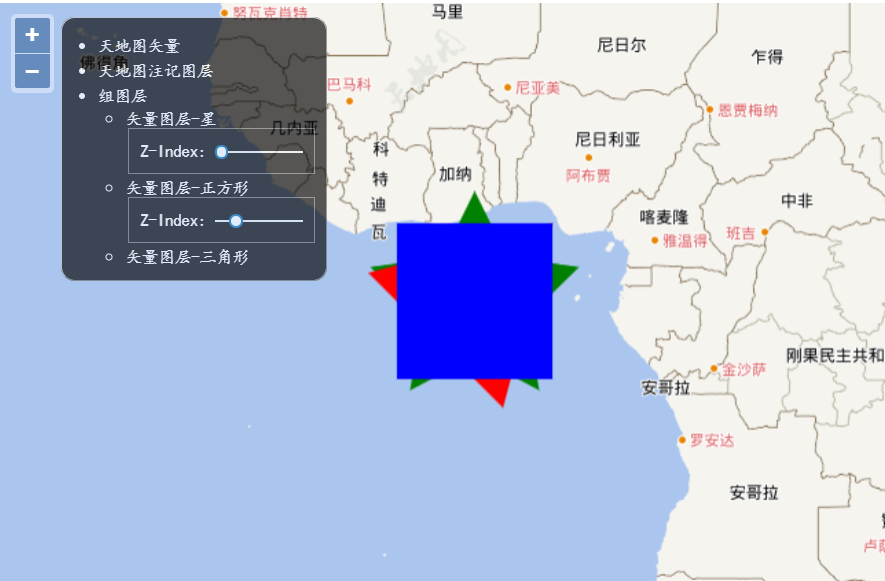 +
−
天地图矢量
天地图注记图层
组图层
矢量图层-星
Z-Index:
矢量图层-正方形
Z-Index:
矢量图层-三角形
努瓦克肖特
马里
佛得角
尼日尔
乍得
巴马科
尼亚美
恩贾梅纳
几内亚
科特迪瓦
加纳
尼日利亚
阿布贾
中非
喀麦隆
班吉
雅温得
刚果民主共和
金沙萨
安哥拉
罗安达
安哥拉